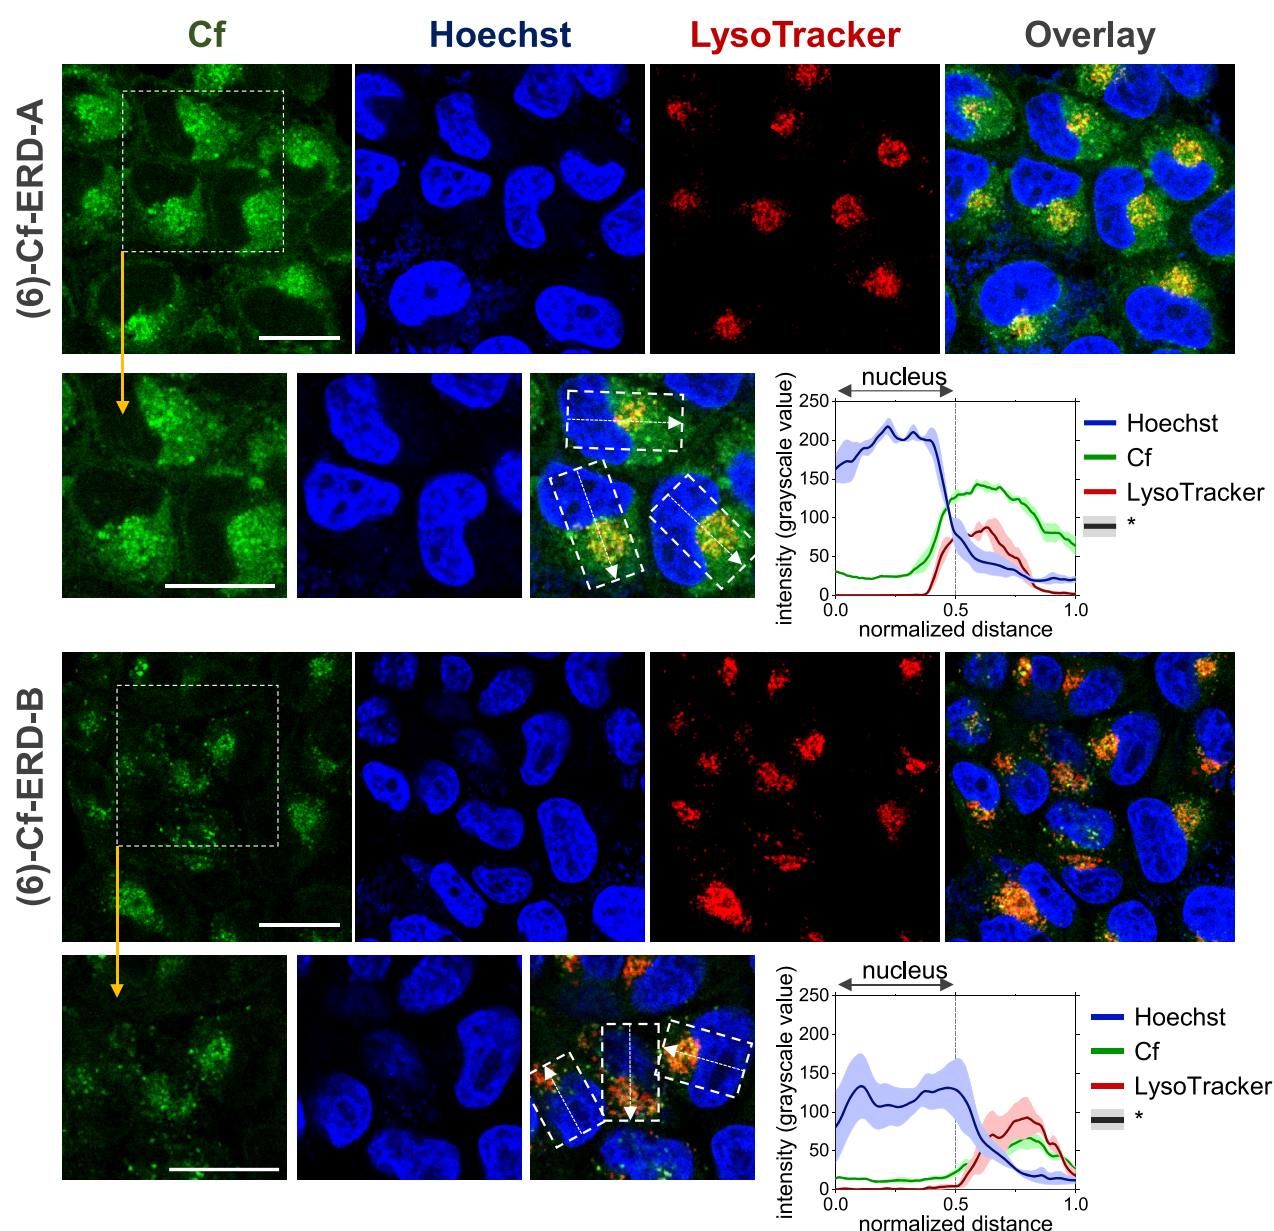 Cf Hoechst LysoTracker Overlay
(6)-Cf-ERD-A
nucleus
intensity (grayscale value)
250
200
150
100
50
0
0.0 0.5 1.0
normalized distance
Hoechst
Cf
LysoTracker
*
(6)-Cf-ERD-B
nucleus
intensity (grayscale value)
250
200
150
100
50
0
0.0 0.5 1.0
normalized distance
Hoechst
Cf
LysoTracker
*